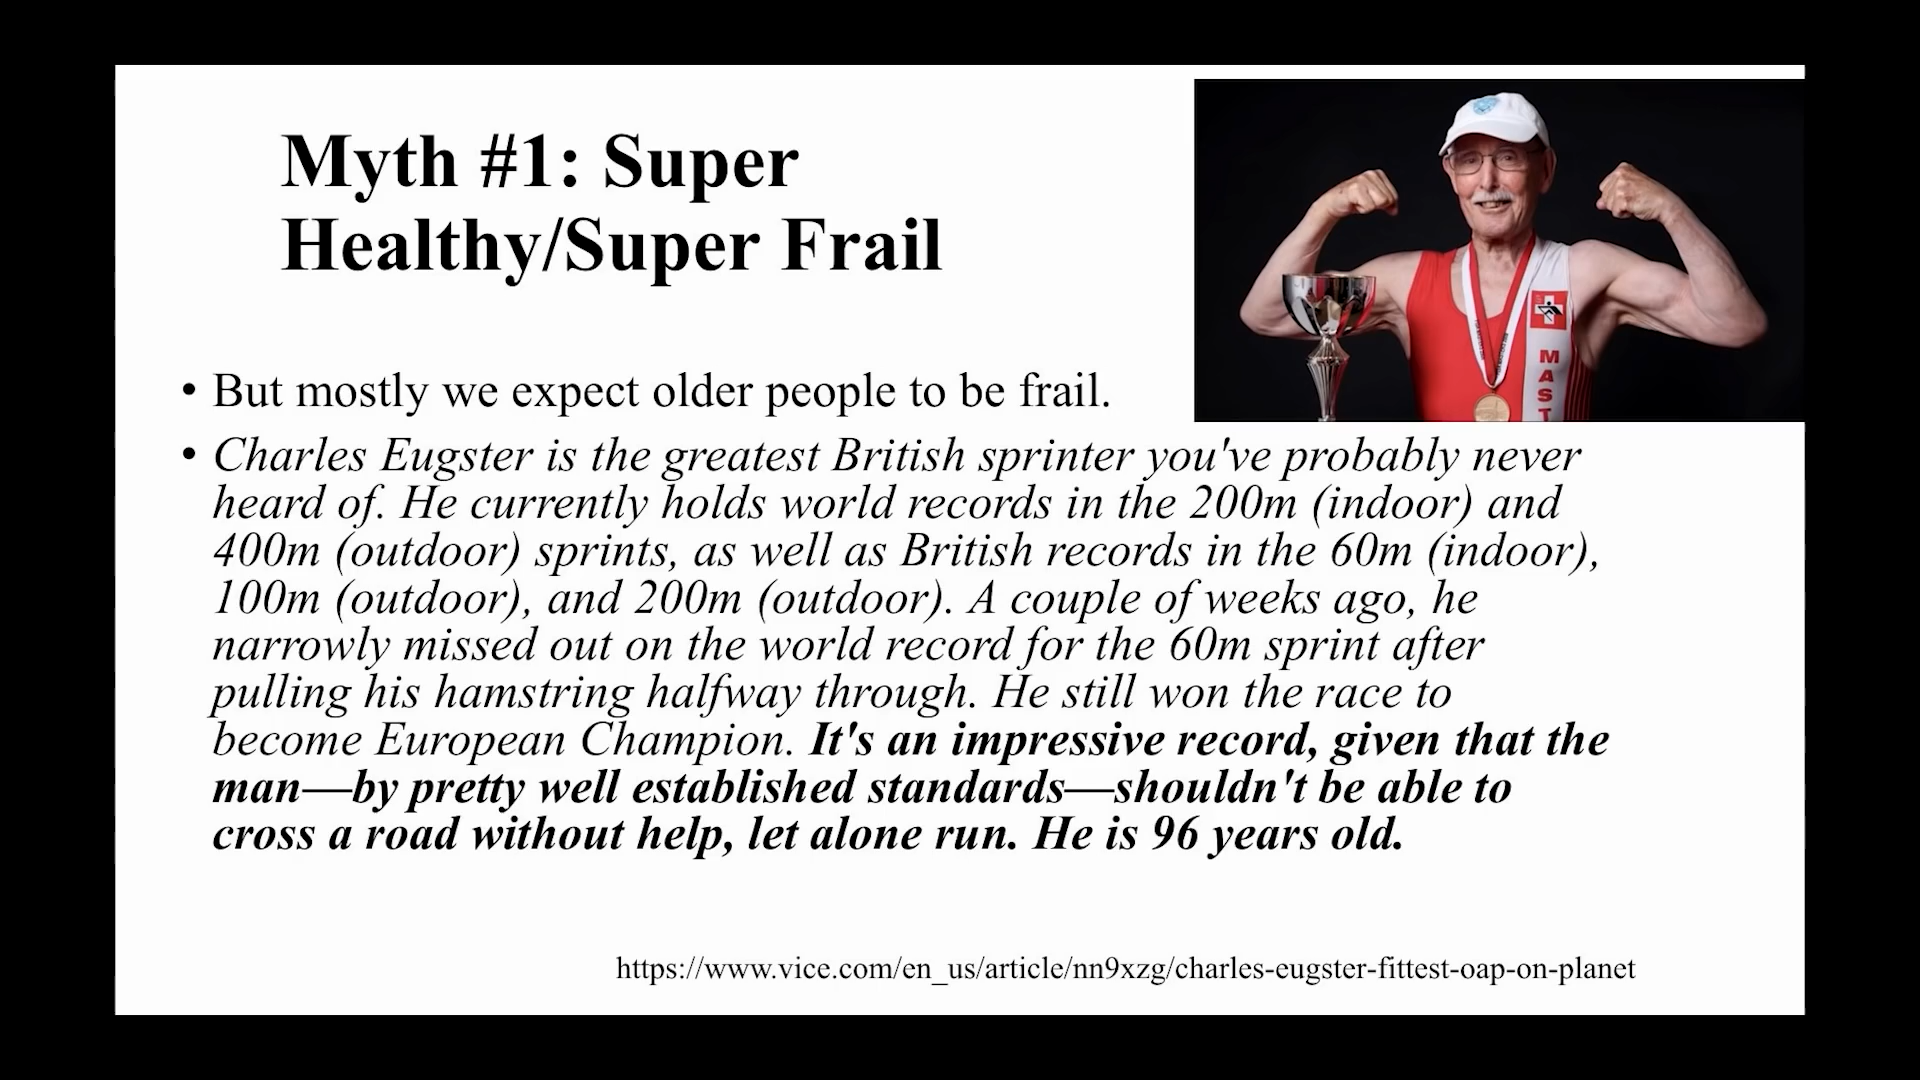 Myth #1: Super
Healthy/Super Frail
• But mostly we expect older people to be frail.
• Charles Eugster is the greatest British sprinter you've probably never
heard of. He currently holds world records in the 200m (indoor) and
400m (outdoor) sprints, as well as British records in the 60m (indoor),
100m (outdoor), and 200m (outdoor). A couple of weeks ago, he
narrowly missed out on the world record for the 60m sprint after
pulling his hamstring halfway through. He still won the race to
become European Champion. It's an impressive record, given that the
man—by pretty well established standards—shouldn't be able to
cross a road without help, let alone run. He is 96 years old.
https://www.vice.com/en_us/article/nn9xzg/charles-eugster-fittest-oap-on-planet
M
A
S
T